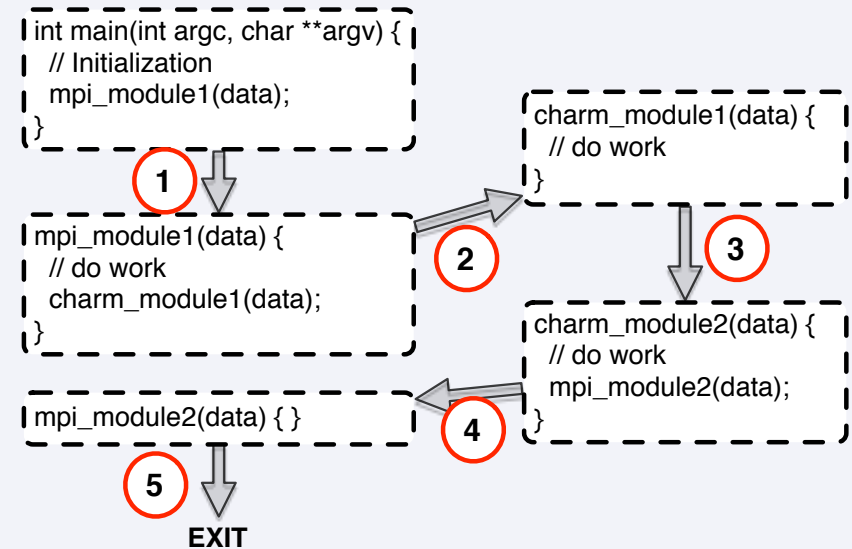 int main(int argc, char **argv) {
// Initialization
mpi_module1(data);
}
1
mpi_module1(data) {
// do work
charm_module1(data);
}
2
charm_module1(data) {
// do work
}
3
charm_module2(data) {
// do work
mpi_module2(data);
}
4
mpi_module2(data) { }
5
EXIT